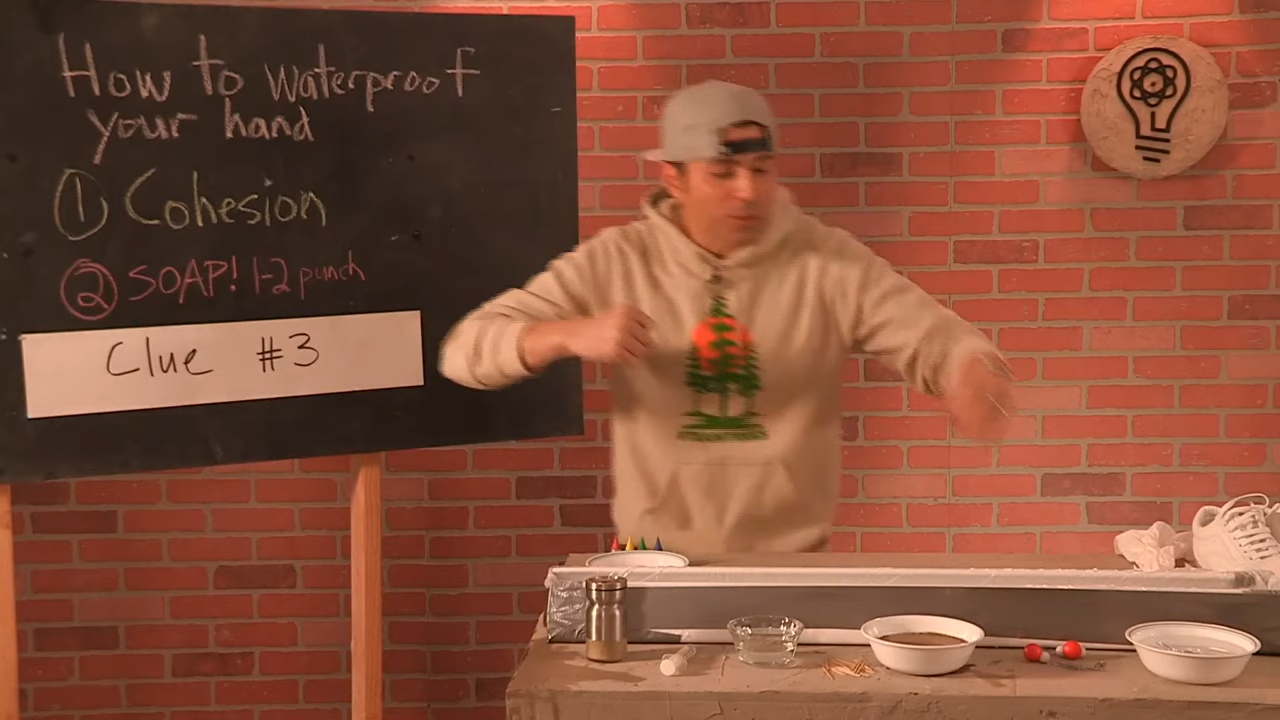 How to waterproof
your hand
① Cohesion
② SOAP! 1-2 punch
Clue #3